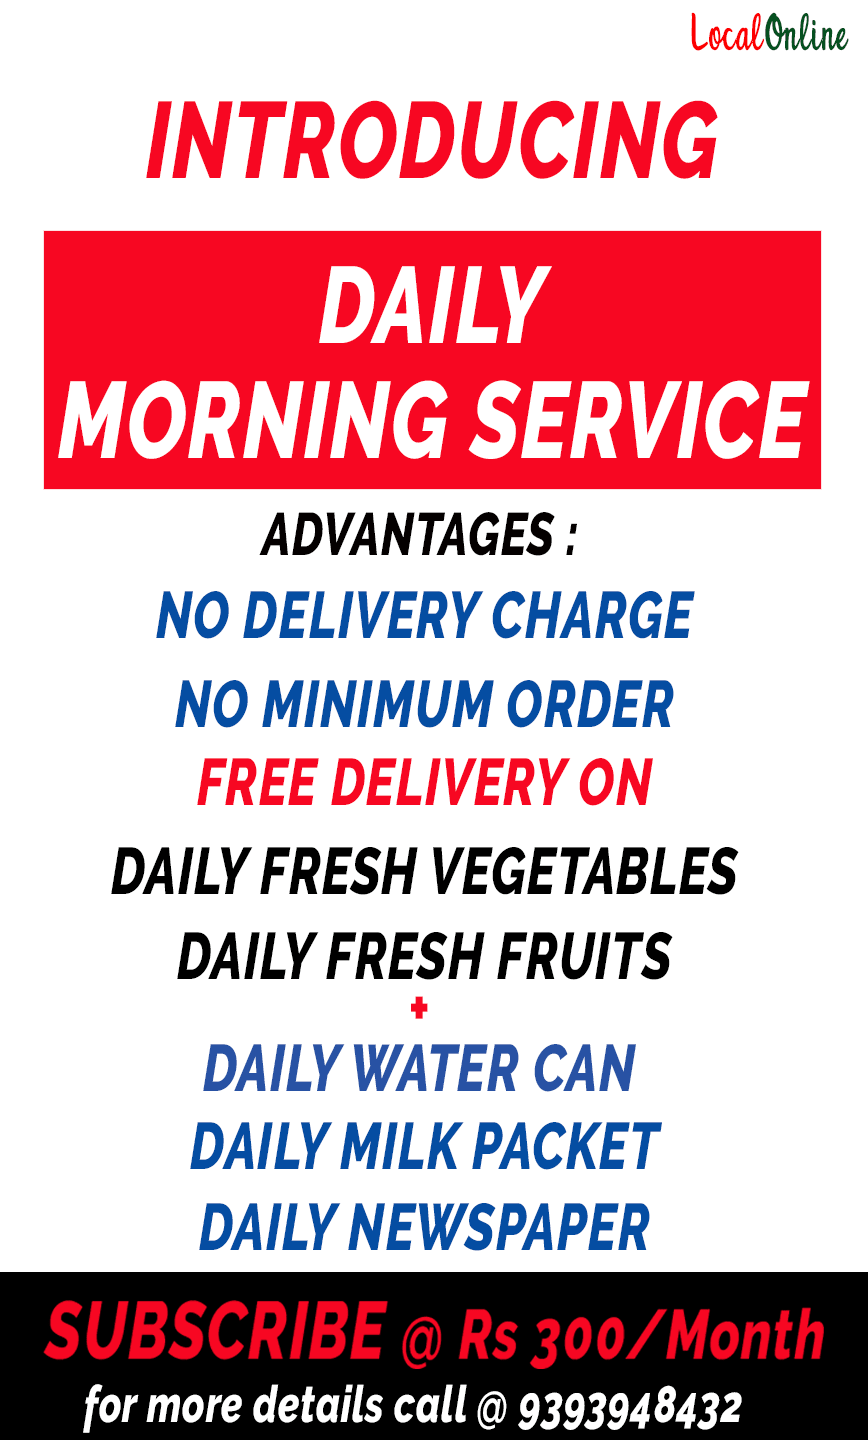 LocalOnline
INTRODUCING
DAILY
MORNING SERVICE
ADVANTAGES :
NO DELIVERY CHARGE
NO MINIMUM ORDER
FREE DELIVERY ON
DAILY FRESH VEGETABLES
DAILY FRESH FRUITS
+
DAILY WATER CAN
DAILY MILK PACKET
DAILY NEWSPAPER
SUBSCRIBE @ Rs 300/Month
for more details call @ 9393948432